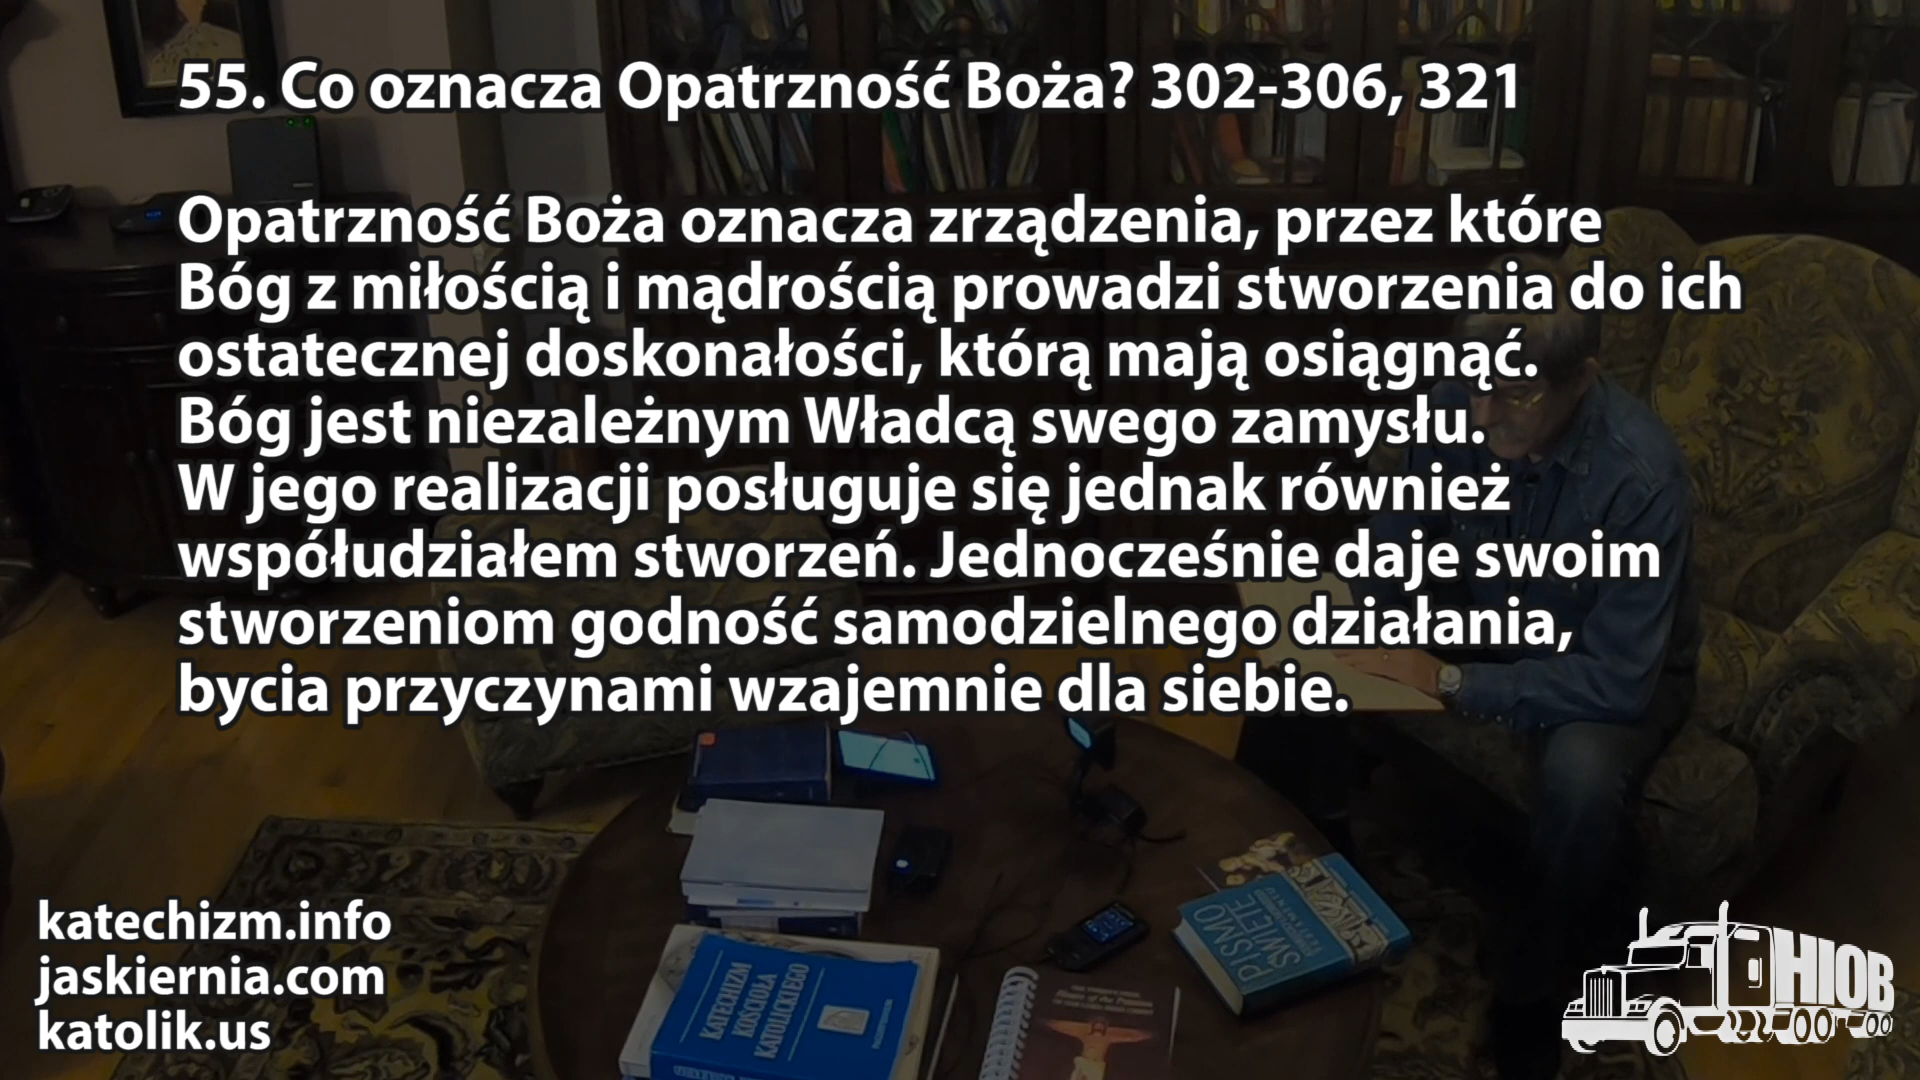 55. Co oznacza Opatrzność Boża? 302-306, 321
Opatrzność Boża oznacza zrządzenia, przez które
Bóg z miłością i mądrością prowadzi stworzenia do ich
ostatecznej doskonałości, którą mają osiągnąć.
Bóg jest niezależnym Władcą swego zamysłu.
W jego realizacji posługuje się jednak również
współudziałem stworzeń. Jednocześnie daje swoim
stworzeniom godność samodzielnego działania,
bycia przyczynami wzajemnie dla siebie.
katechizm.info
jaskiernia.com
katolik.us
KATECHIZM
KOŚCIOŁA
KATOLICKIEGO
PISMO
ŚWIĘTE
HIOB